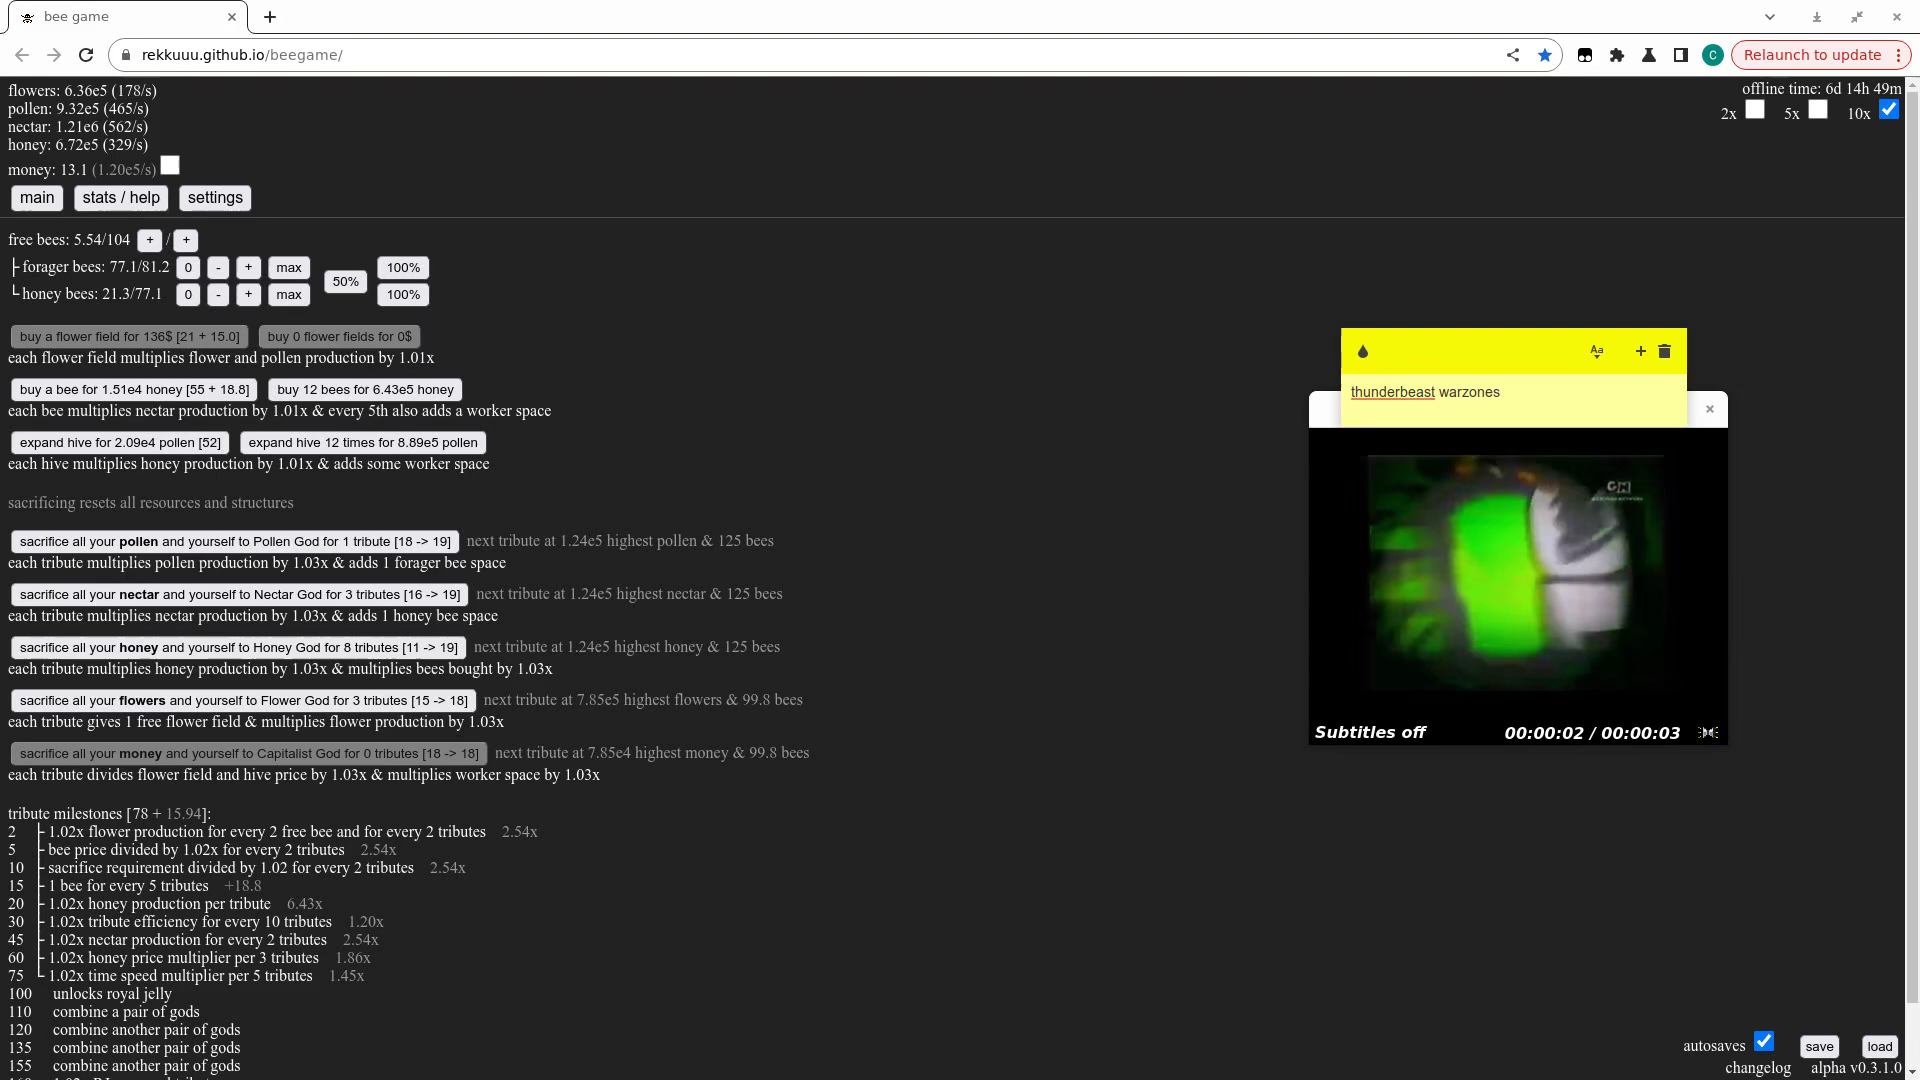 bee game
rekkuuu.github.io/beegame/
C
Relaunch to update
flowers: 6.36e5 (178/s)
pollen: 9.32e5 (465/s)
nectar: 1.21e6 (562/s)
honey: 6.72e5 (329/s)
money: 13.1 (1.20e5/s)
offline time: 6d 14h 49m
2x 5x 10x
main stats / help settings
free bees: 5.54/104 + / +
├ forager bees: 77.1/81.2 0 - + max 100%
50%
└ honey bees: 21.3/77.1 0 - + max 100%
buy a flower field for 136$ [21 + 15.0] buy 0 flower fields for 0$
each flower field multiplies flower and pollen production by 1.01x
buy a bee for 1.51e4 honey [55 + 18.8] buy 12 bees for 6.43e5 honey
each bee multiplies nectar production by 1.01x & every 5th also adds a worker space
expand hive for 2.09e4 pollen [52] expand hive 12 times for 8.89e5 pollen
each hive multiplies honey production by 1.01x & adds some worker space
sacrificing resets all resources and structures
sacrifice all your pollen and yourself to Pollen God for 1 tribute [18 -> 19] next tribute at 1.24e5 highest pollen & 125 bees
each tribute multiplies pollen production by 1.03x & adds 1 forager bee space
sacrifice all your nectar and yourself to Nectar God for 3 tributes [16 -> 19] next tribute at 1.24e5 highest nectar & 125 bees
each tribute multiplies nectar production by 1.03x & adds 1 honey bee space
sacrifice all your honey and yourself to Honey God for 8 tributes [11 -> 19] next tribute at 1.24e5 highest honey & 125 bees
each tribute multiplies honey production by 1.03x & multiplies bees bought by 1.03x
sacrifice all your flowers and yourself to Flower God for 3 tributes [15 -> 18] next tribute at 7.85e5 highest flowers & 99.8 bees
each tribute gives 1 free flower field & multiplies flower production by 1.03x
sacrifice all your money and yourself to Capitalist God for 0 tributes [18 -> 18] next tribute at 7.85e4 highest money & 99.8 bees
each tribute divides flower field and hive price by 1.03x & multiplies worker space by 1.03x
tribute milestones [78 + 15.94]:
2 ├ 1.02x flower production for every 2 free bee and for every 2 tributes 2.54x
5 ├ bee price divided by 1.02x for every 2 tributes 2.54x
10 ├ sacrifice requirement divided by 1.02 for every 2 tributes 2.54x
15 ├ 1 bee for every 5 tributes +18.8
20 ├ 1.02x honey production per tribute 6.43x
30 ├ 1.02x tribute efficiency for every 10 tributes 1.20x
45 ├ 1.02x nectar production for every 2 tributes 2.54x
60 ├ 1.02x honey price multiplier per 3 tributes 1.86x
75 └ 1.02x time speed multiplier per 5 tributes 1.45x
100 unlocks royal jelly
110 combine a pair of gods
120 combine another pair of gods
135 combine another pair of gods
155 combine another pair of gods
Aa
thunderbeast warzones
CN
Subtitles off 00:00:02 / 00:00:03
autosaves save load
changelog alpha v0.3.1.0